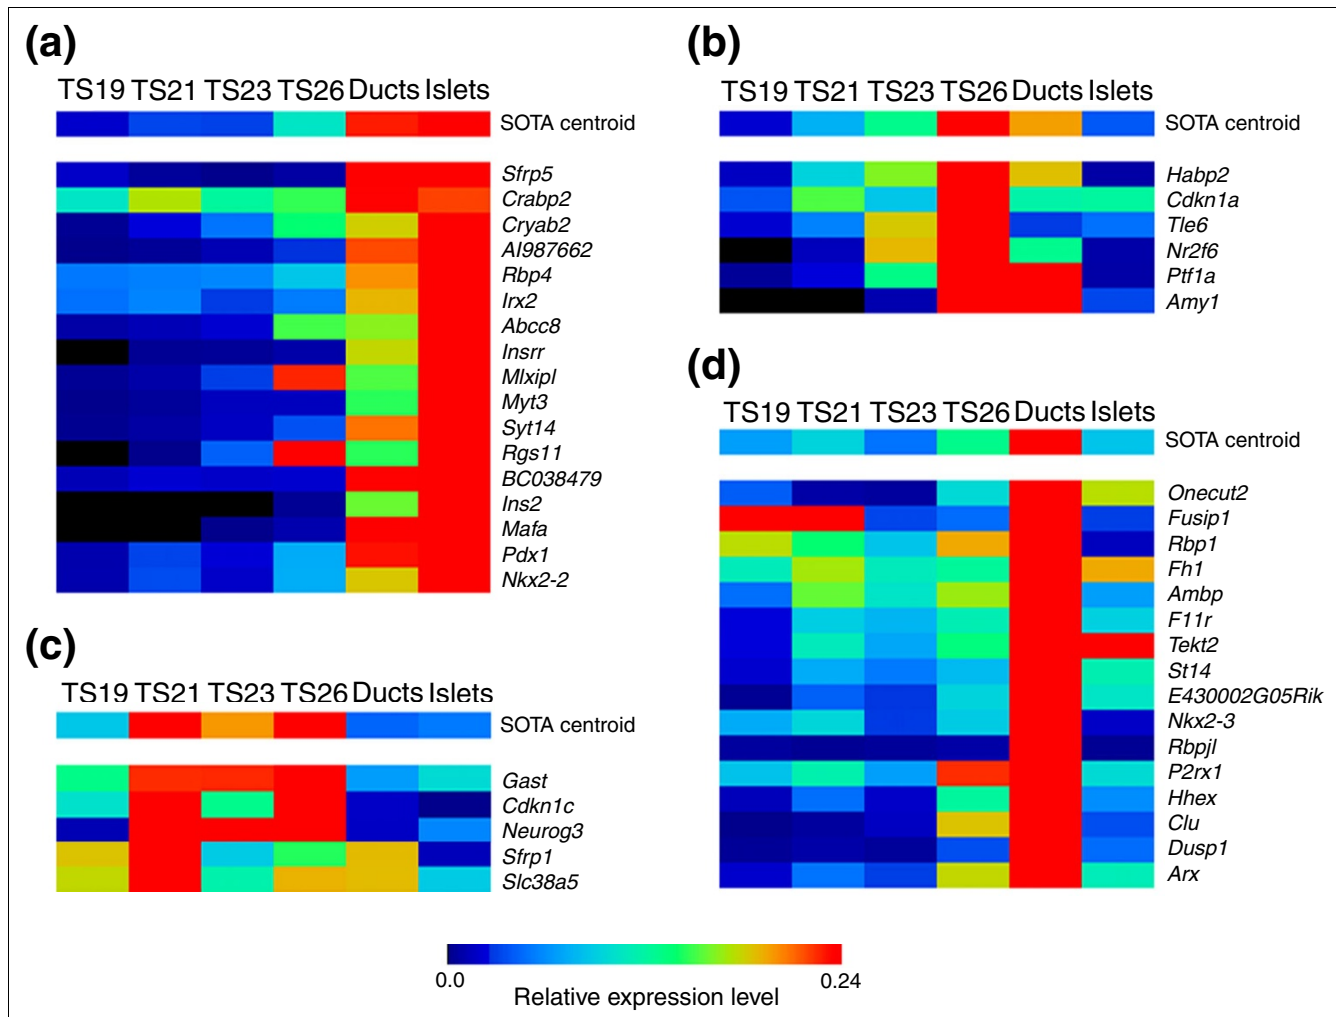 (a)
TS19 TS21 TS23 TS26 Ducts Islets
SOTA centroid
Sfrp5
Crabp2
Cryab2
AI987662
Rbp4
Irx2
Abcc8
Insrr
Mlxipl
Myt3
Syt14
Rgs11
BC038479
Ins2
Mafa
Pdx1
Nkx2-2
(b)
TS19 TS21 TS23 TS26 Ducts Islets
SOTA centroid
Habp2
Cdkn1a
Tle6
Nr2f6
Ptf1a
Amy1
(c)
TS19 TS21 TS23 TS26 Ducts Islets
SOTA centroid
Gast
Cdkn1c
Neurog3
Sfrp1
Slc38a5
(d)
TS19 TS21 TS23 TS26 Ducts Islets
SOTA centroid
Onecut2
Fusip1
Rbp1
Fh1
Ambp
F11r
Tekt2
St14
E430002G05Rik
Nkx2-3
Rbpjl
P2rx1
Hhex
Clu
Dusp1
Arx
0.0 0.24
Relative expression level